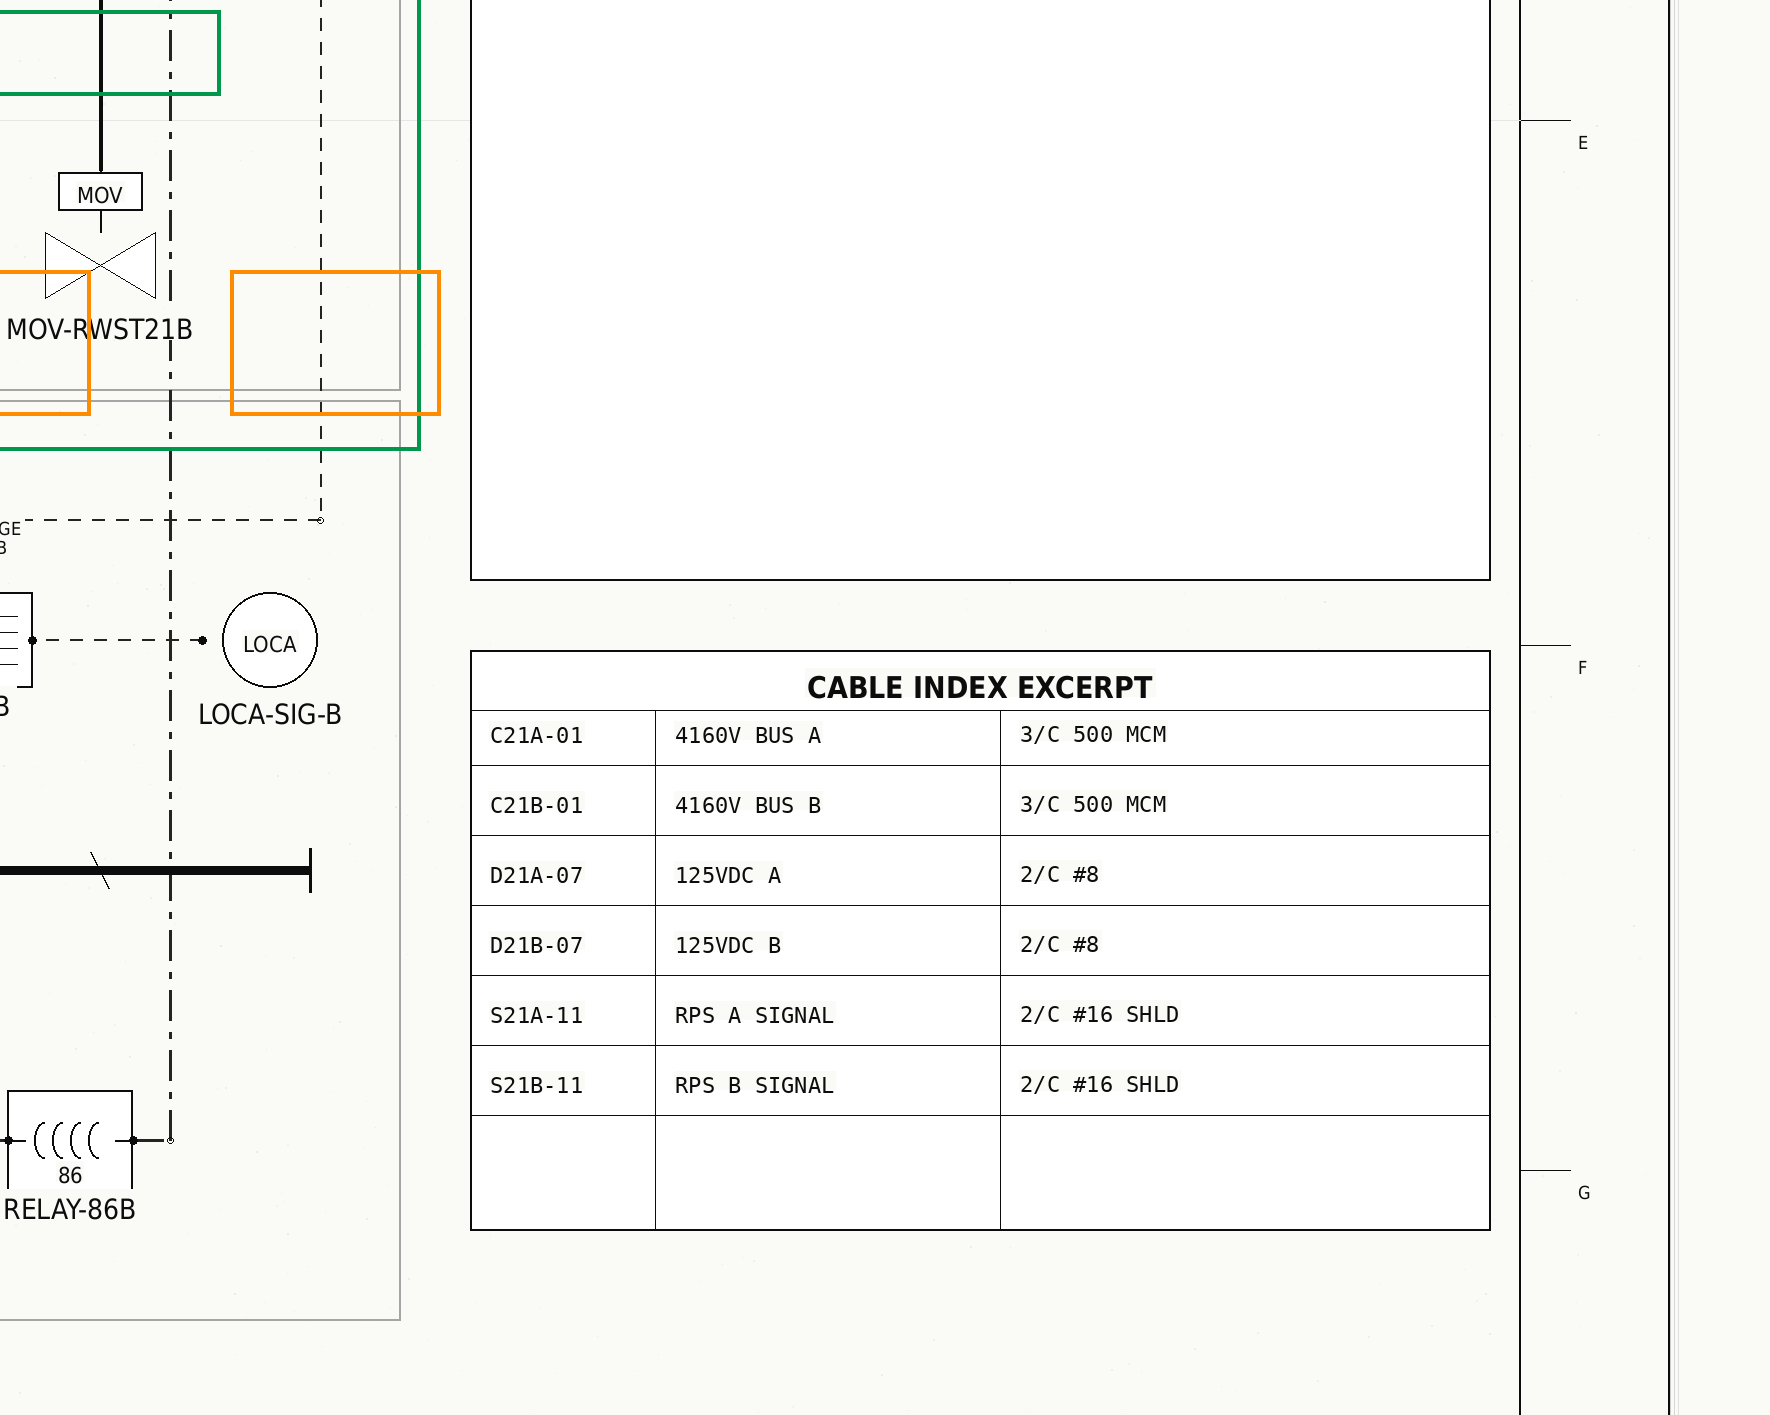 E
MOV
MOV-RWST21B
GE
B
F
LOCA
B
LOCA-SIG-B
CABLE INDEX EXCERPT
C21A-01 4160V BUS A 3/C 500 MCM
C21B-01 4160V BUS B 3/C 500 MCM
D21A-07 125VDC A 2/C #8
D21B-07 125VDC B 2/C #8
S21A-11 RPS A SIGNAL 2/C #16 SHLD
S21B-11 RPS B SIGNAL 2/C #16 SHLD
86
RELAY-86B
G